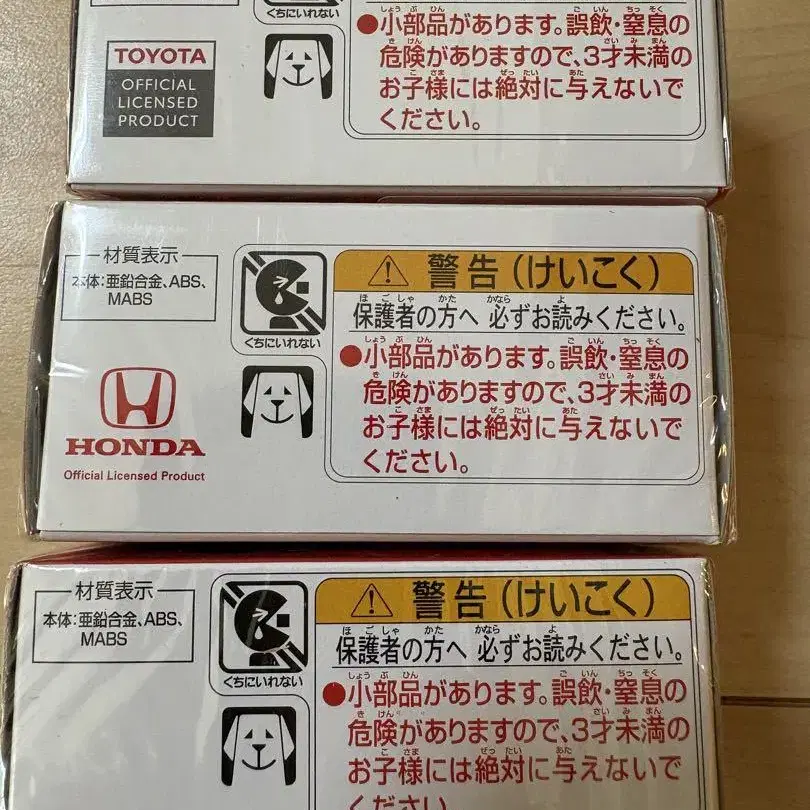 くちにいれない
TOYOTA
OFFICIAL
LICENSED
PRODUCT
●小部品があります。誤飲・窒息の
危険がありますので、3才未満の
お子様には絶対に与えないで
ください。
材質表示
本体:亜鉛合金、ABS、
MABS
くちにいれない
HONDA
Official Licensed Product
警告(けいこく)
保護者の方へ 必ずお読みください。
●小部品があります。誤飲・窒息の
危険がありますので、3才未満の
お子様には絶対に与えないで
ください。
材質表示
本体:亜鉛合金、ABS、
MABS
くちにいれない
警告(けいこく)
保護者の方へ 必ずお読みください。
●小部品があります。誤飲・窒息の
危険がありますので、3才未満の
お子様には絶対に与えないで
ください。